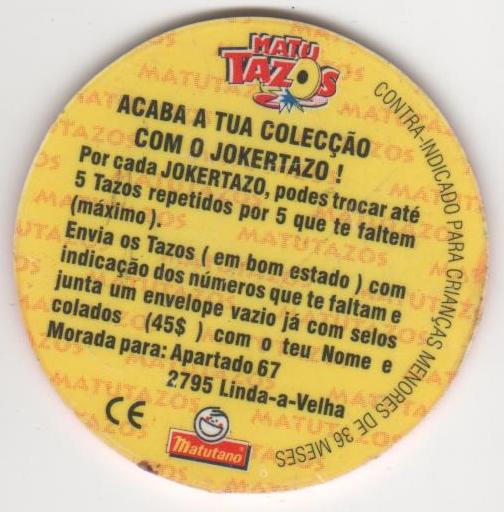 MATU
TAZOS
ACABA A TUA COLECÇÃO
COM O JOKERTAZO !
Por cada JOKERTAZO, podes trocar até
5 Tazos repetidos por 5 que te faltem
(máximo).
Envia os Tazos ( em bom estado ) com
indicação dos números que te faltam e
junta um envelope vazio já com selos
colados (45$ ) com o teu Nome e
Morada para: Apartado 67
2795 Linda-a-Velha
CE
Matutano
CONTRA-INDICADO PARA CRIANÇAS MENORES DE 36 MESES
MATUTAZOS